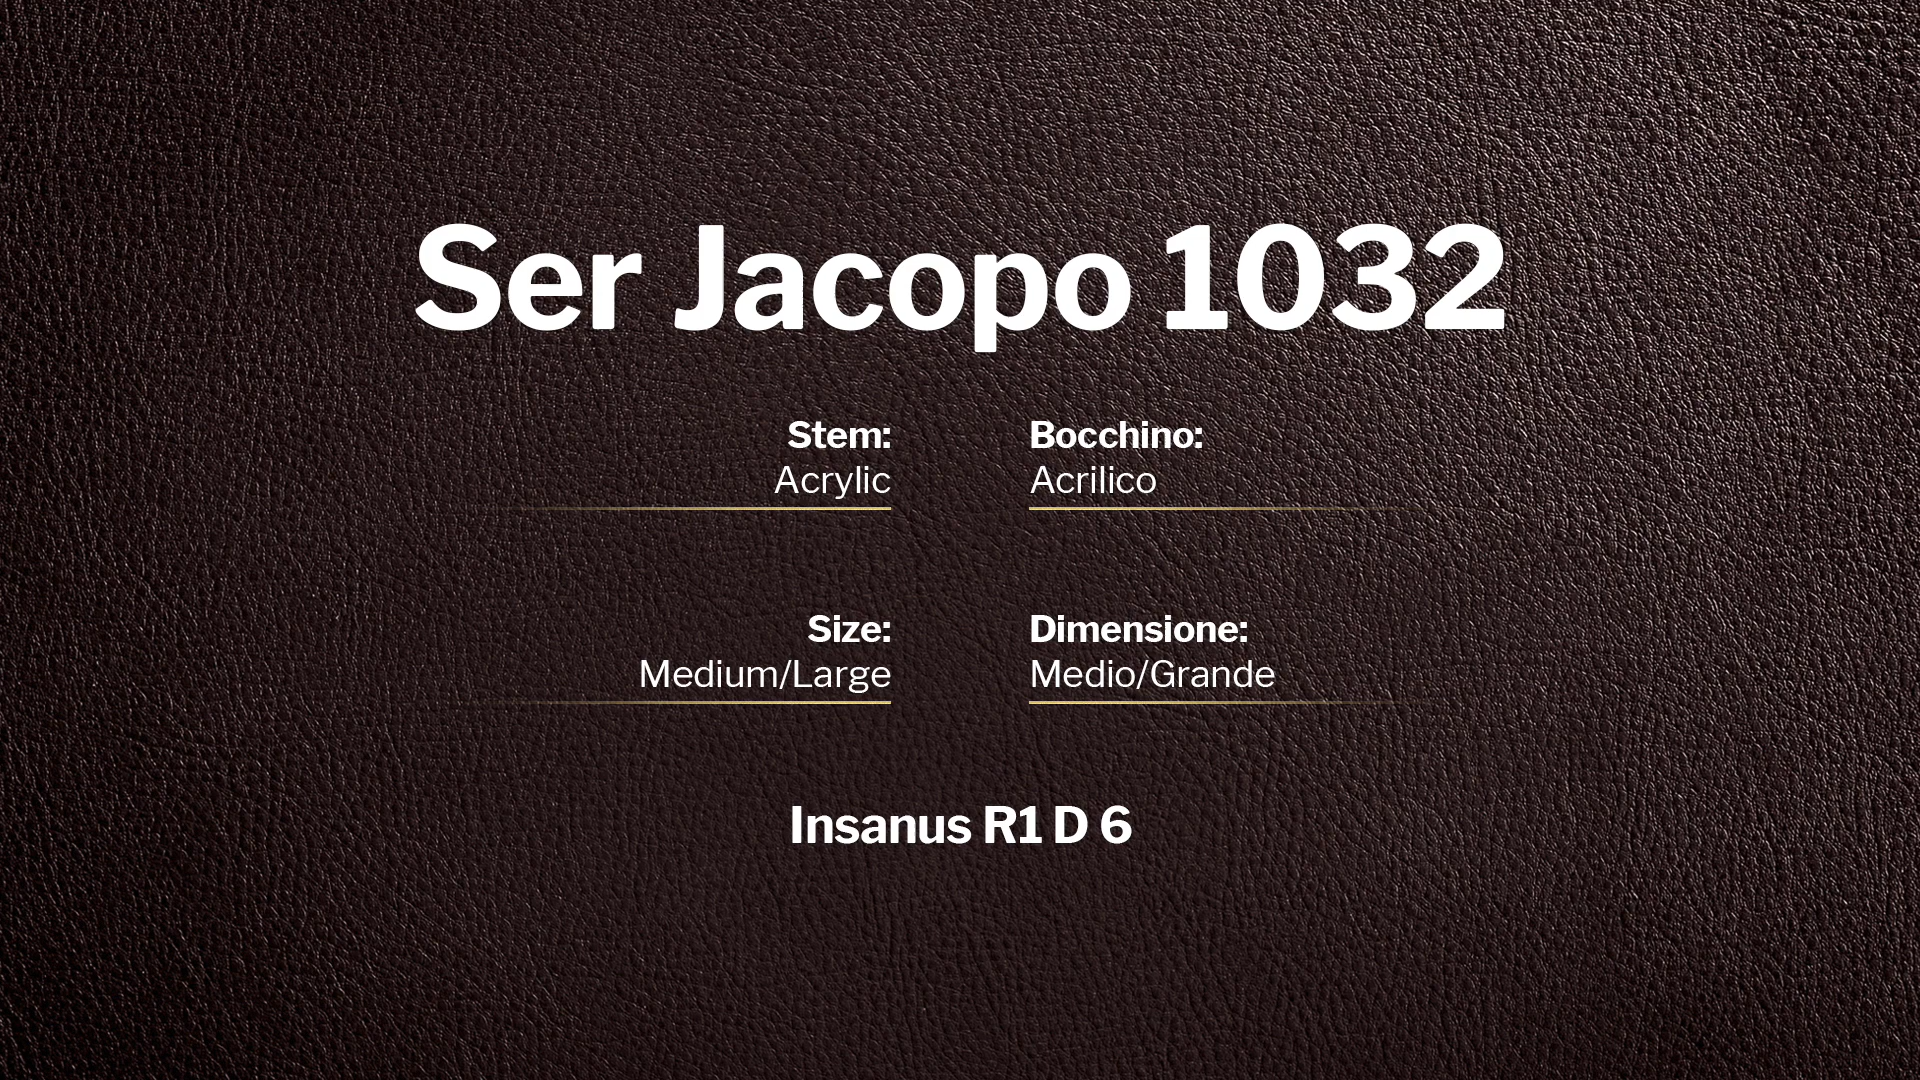 Ser Jacopo 1032
Stem:
Acrylic
Bocchino:
Acrilico
Size:
Medium/Large
Dimensione:
Medio/Grande
Insanus R1 D 6